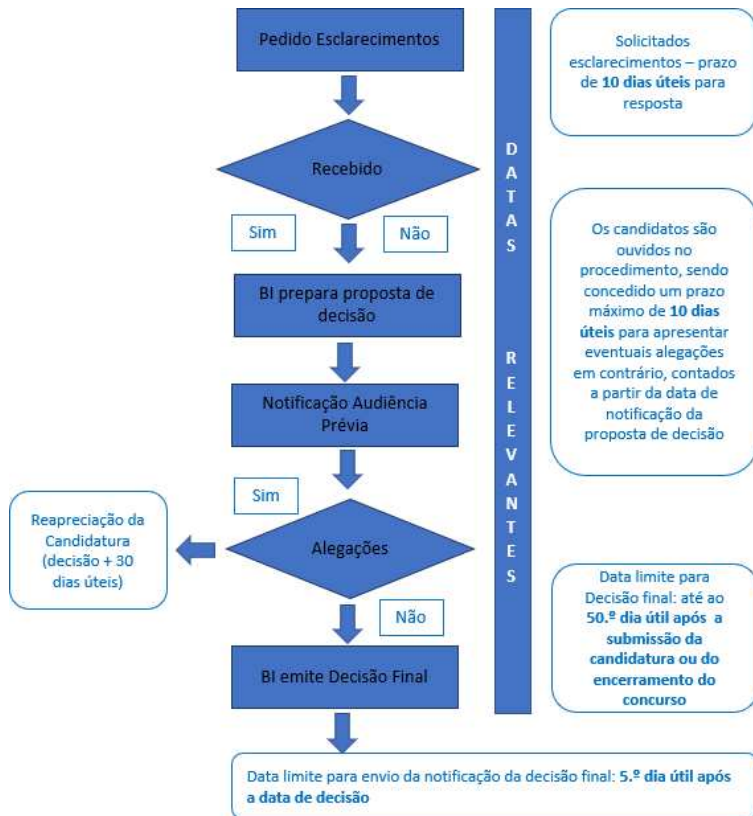 Pedido Esclarecimentos
Solicitados
esclarecimentos – prazo
de 10 dias úteis para
resposta
Recebido
Sim
Não
DATAS RELEVANTES
Os candidatos são
ouvidos no
procedimento, sendo
concedido um prazo
máximo de 10 dias
úteis para apresentar
eventuais alegações
em contrário, contados
a partir da data de
notificação da
proposta de decisão
BI prepara proposta de
decisão
Notificação Audiência
Prévia
Sim
Alegações
Reapreciação da
Candidatura
(decisão + 30
dias úteis)
Não
BI emite Decisão Final
Data limite para
Decisão final: até ao
50.º dia útil após a
submissão da
candidatura ou do
encerramento do
concurso
Data limite para envio da notificação da decisão final: 5.º dia útil após
a data de decisão